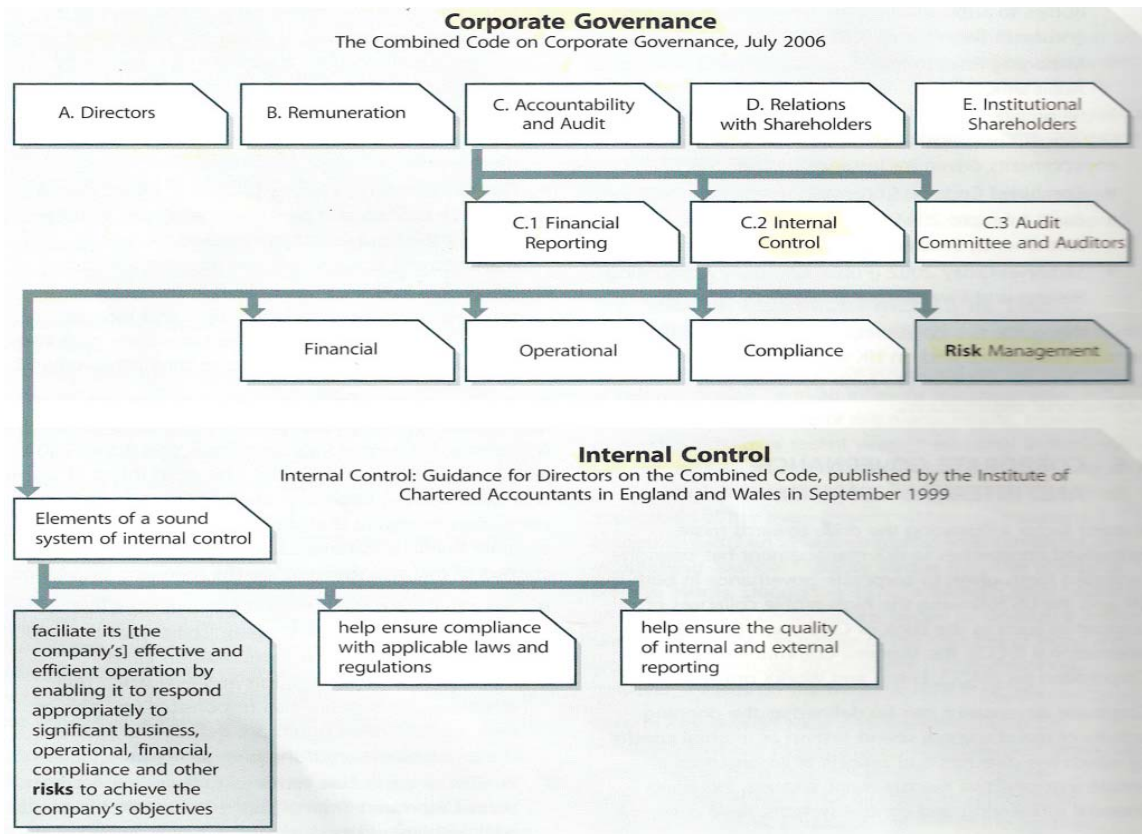 Corporate Governance
The Combined Code on Corporate Governance, July 2006
A. Directors
B. Remuneration
C. Accountability
and Audit
D. Relations
with Shareholders
E. Institutional
Shareholders
C.1 Financial
Reporting
C.2 Internal
Control
C.3 Audit
Committee and Auditors
Financial
Operational
Compliance
Risk Management
Internal Control
Internal Control: Guidance for Directors on the Combined Code, published by the Institute of
Chartered Accountants in England and Wales in September 1999
Elements of a sound
system of internal control
faciliate its [the
company's] effective and
efficient operation by
enabling it to respond
appropriately to
significant business,
operational, financial,
compliance and other
risks to achieve the
company's objectives
help ensure compliance
with applicable laws and
regulations
help ensure the quality
of internal and external
reporting